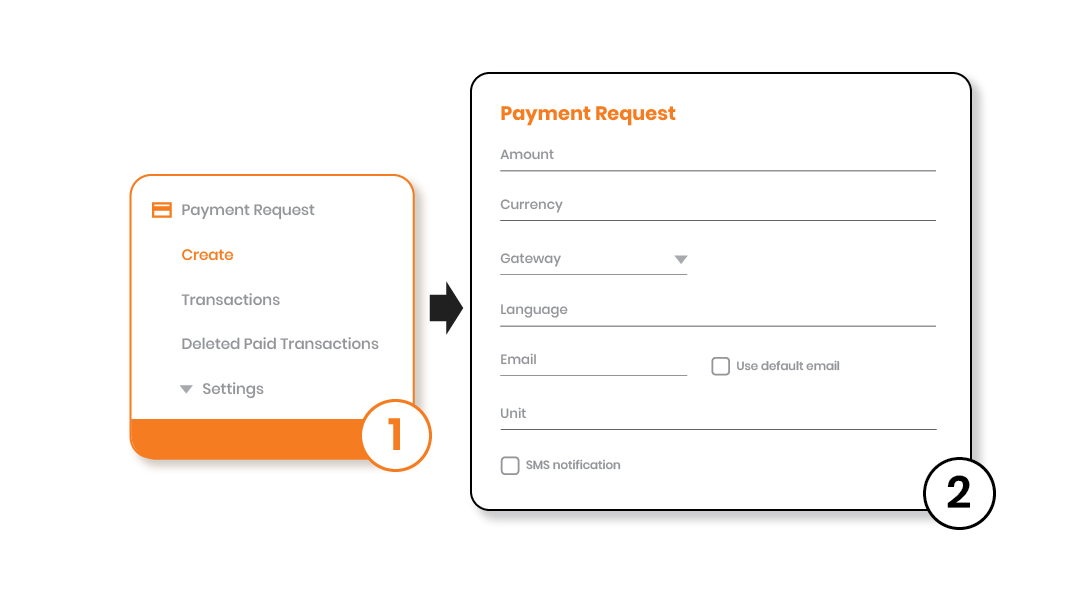 Payment Request
Create
Transactions
Deleted Paid Transactions
Settings
1
Payment Request
Amount
Currency
Gateway
Language
Email
Use default email
Unit
SMS notification
2